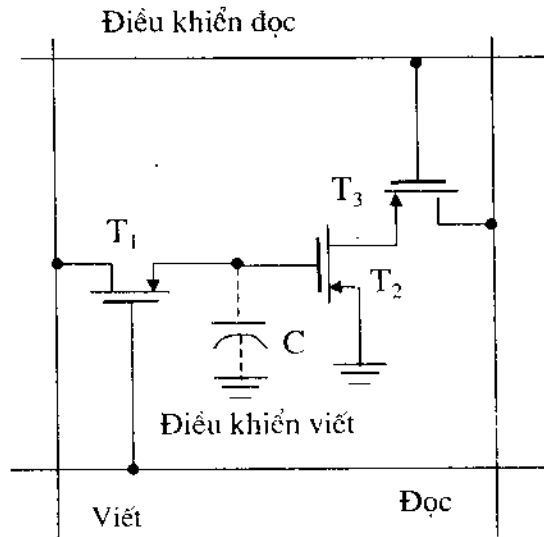 Điều khiển đọc
T3
T1
T2
C
Điều khiển viết
Viết
Đọc